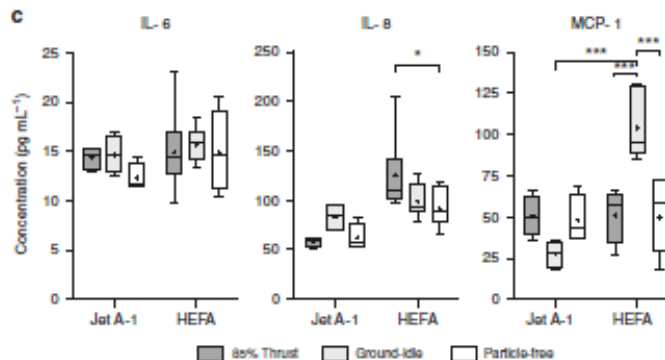 c
IL- 6
IL- 8
MCP- 1
Concentration (pg mL⁻¹)
25
20
15
10
5
0
Jet A-1 HEFA
250
200
150
100
50
0
*
Jet A-1 HEFA
150
125
100
75
50
25
0
***
*** ***
Jet A-1 HEFA
85% Thrust Ground-idle Particle-free